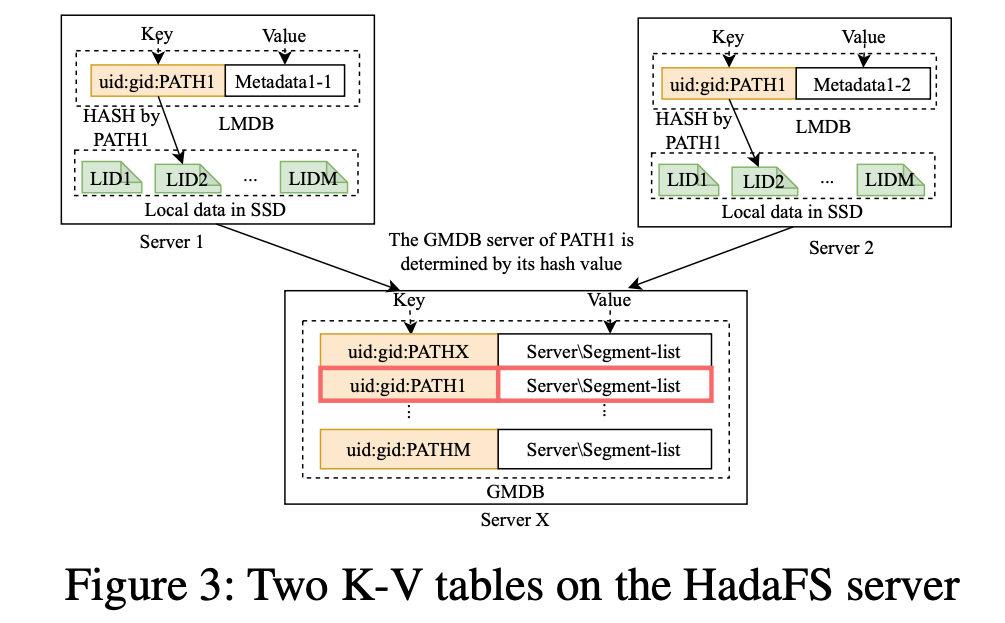 Key Value
uid:gid:PATH1 Metadata1-1
HASH by
PATH1
LMDB
LID1 LID2 ... LIDM
Local data in SSD
Server 1
Key Value
uid:gid:PATH1 Metadata1-2
HASH by
PATH1
LMDB
LID1 LID2 ... LIDM
Local data in SSD
Server 2
The GMDB server of PATH1 is
determined by its hash value
Key Value
uid:gid:PATHX Server\Segment-list
uid:gid:PATH1 Server\Segment-list
⋮ ⋮
uid:gid:PATHM Server\Segment-list
GMDB
Server X
Figure 3: Two K-V tables on the HadaFS server